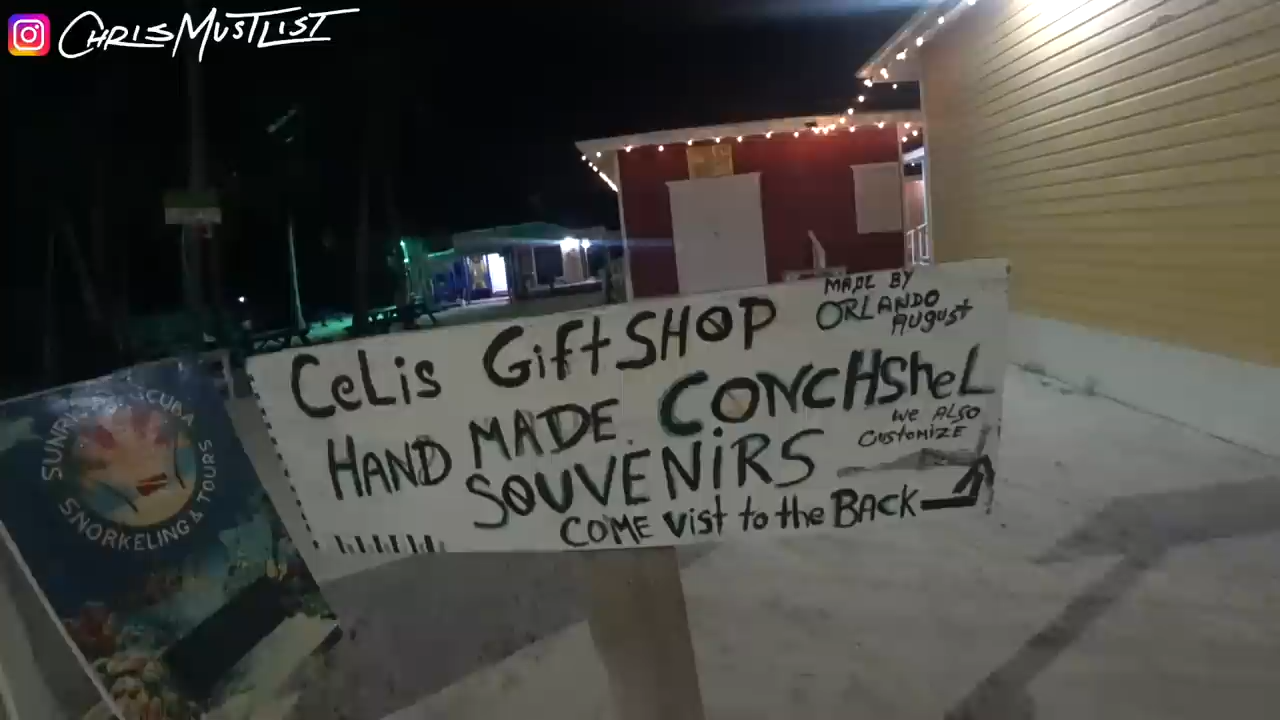 CHRISMUSTLIST
CeLis GiftSHOP
MADE BY
ORLANDO
August
HAND MADE CONCHSheL
We ALSO
CUSTOMIZE
SOUVENiRS
COME Vist to the BACK
SCUBA
SNORKELING & TOURS